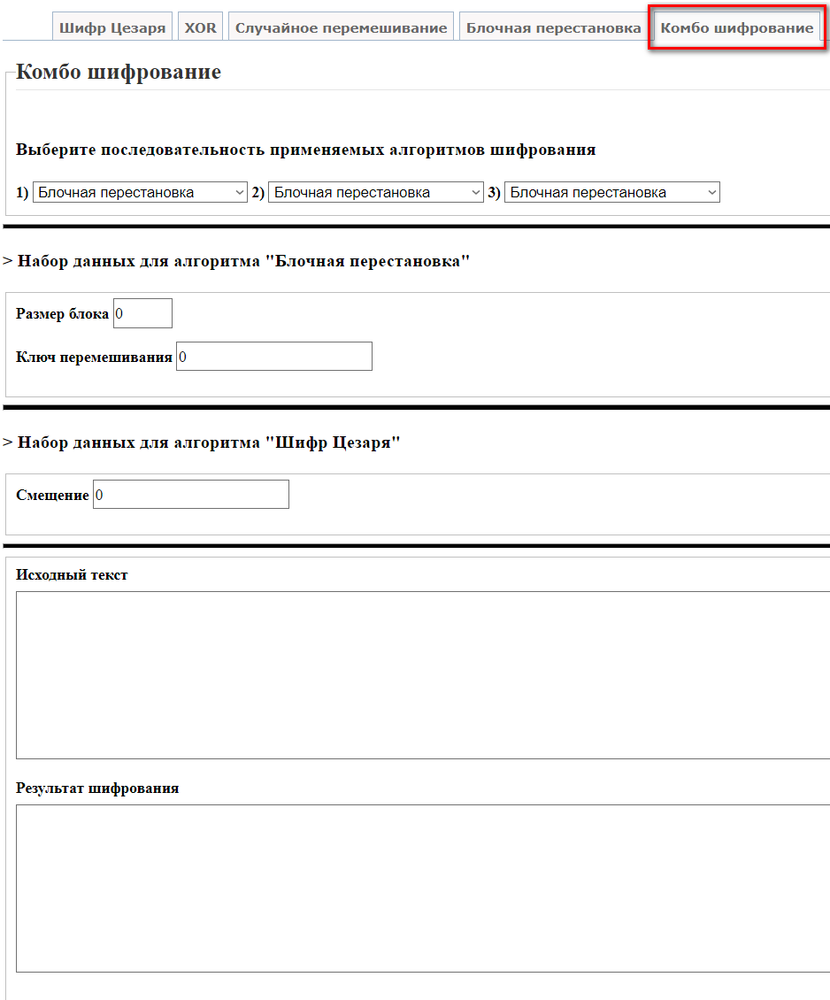 Шифр Цезаря XOR Случайное перемешивание Блочная перестановка Комбо шифрование
Комбо шифрование
Выберите последовательность применяемых алгоритмов шифрования
1) Блочная перестановка 2) Блочная перестановка 3) Блочная перестановка
> Набор данных для алгоритма "Блочная перестановка"
Размер блока 0
Ключ перемешивания 0
> Набор данных для алгоритма "Шифр Цезаря"
Смещение 0
Исходный текст
Результат шифрования